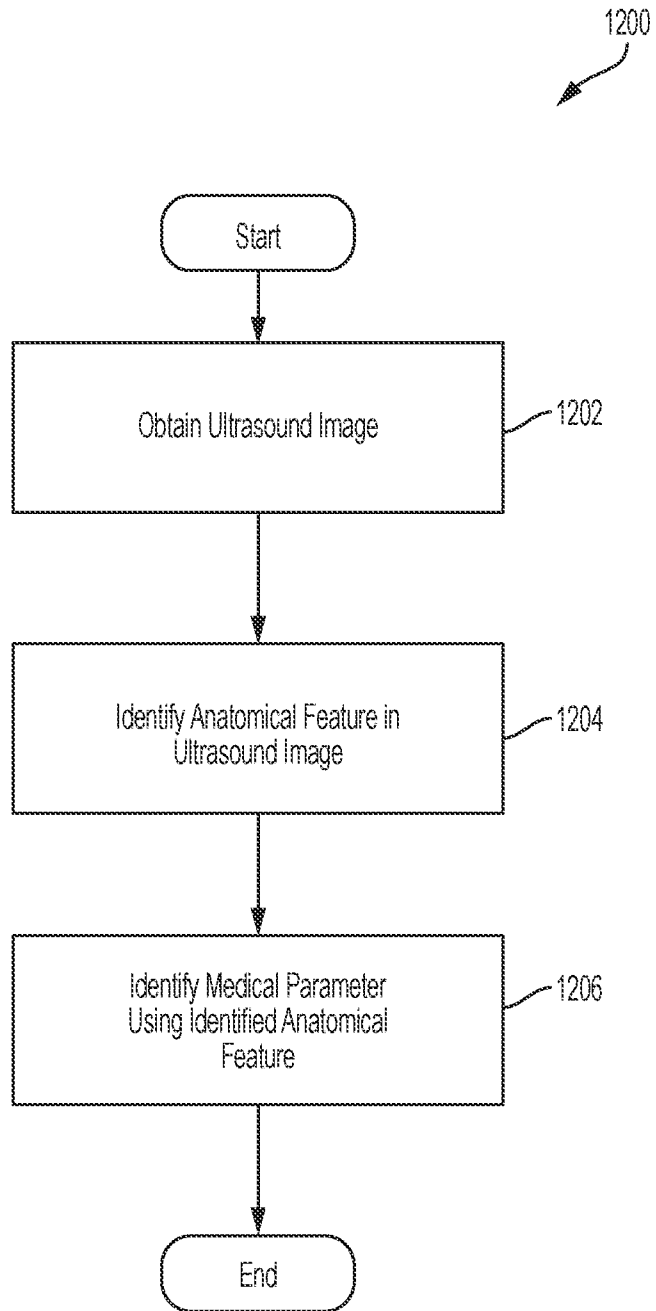 1200
Start
Obtain Ultrasound Image
1202
Identify Anatomical Feature in
Ultrasound Image
1204
Identify Medical Parameter
Using Identified Anatomical
Feature
1206
End